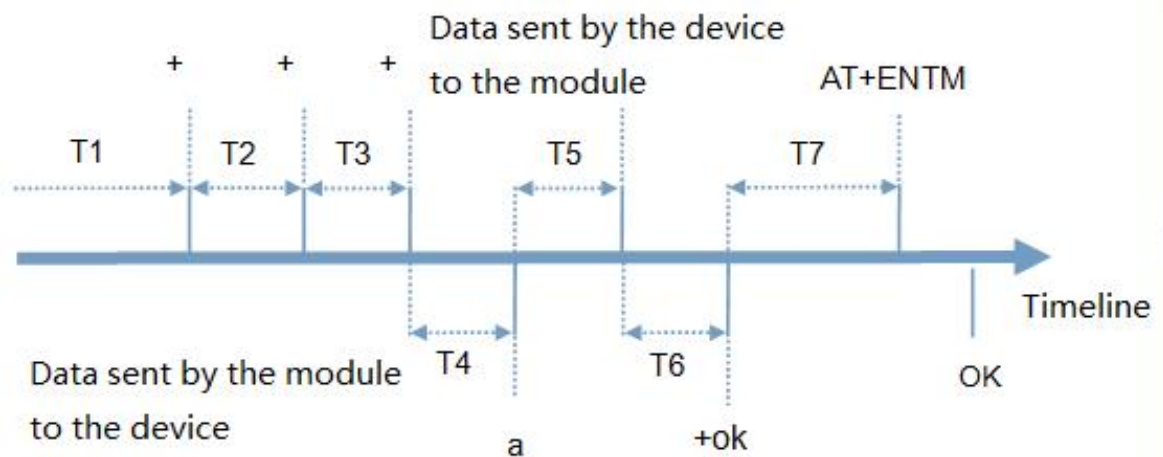 Data sent by the device
to the module
+ + +
AT+ENTM
T1 T2 T3 T5 T7
Timeline
T4 T6 OK
Data sent by the module
to the device
a +ok